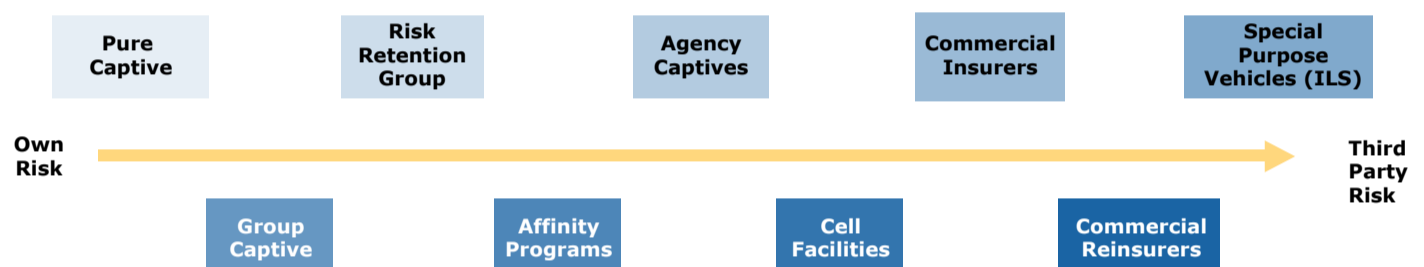 Pure
Captive
Risk
Retention
Group
Agency
Captives
Commercial
Insurers
Special
Purpose
Vehicles (ILS)
Own
Risk
Third
Party
Risk
Group
Captive
Affinity
Programs
Cell
Facilities
Commercial
Reinsurers